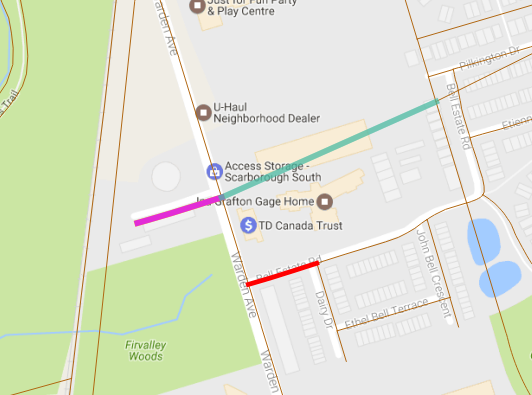 Just for Fun Party
& Play Centre
Warden Ave
Pilkington Dr
Trail
U-Haul
Neighborhood Dealer
Bell Estate Rd
Etienne
Access Storage -
Scarborough South
Grafton Gage Home
$ TD Canada Trust
Warden Ave
Bell Estate Rd
John Bell Crescent
Dairy Dr
Ethel Bell Terrace
Firvalley
Woods
Warden